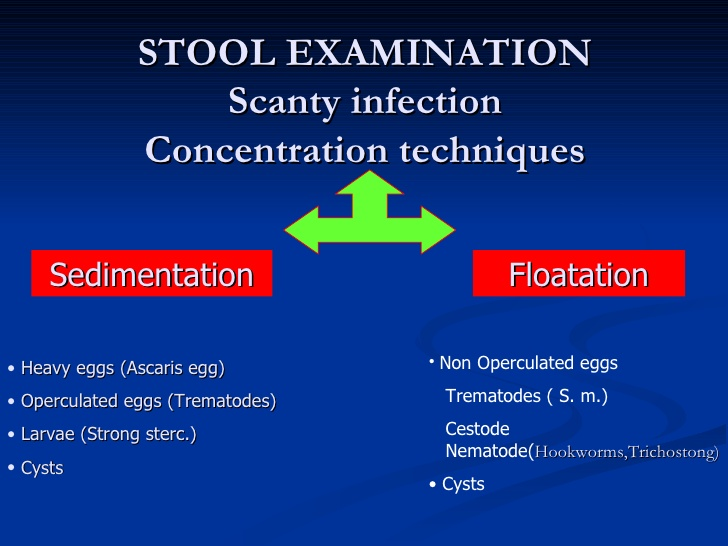 STOOL EXAMINATION
Scanty infection
Concentration techniques
Sedimentation
• Heavy eggs (Ascaris egg)
• Operculated eggs (Trematodes)
• Larvae (Strong sterc.)
• Cysts
Floatation
• Non Operculated eggs
Trematodes ( S. m.)
Cestode
Nematode(Hookworms,Trichostong)
• Cysts